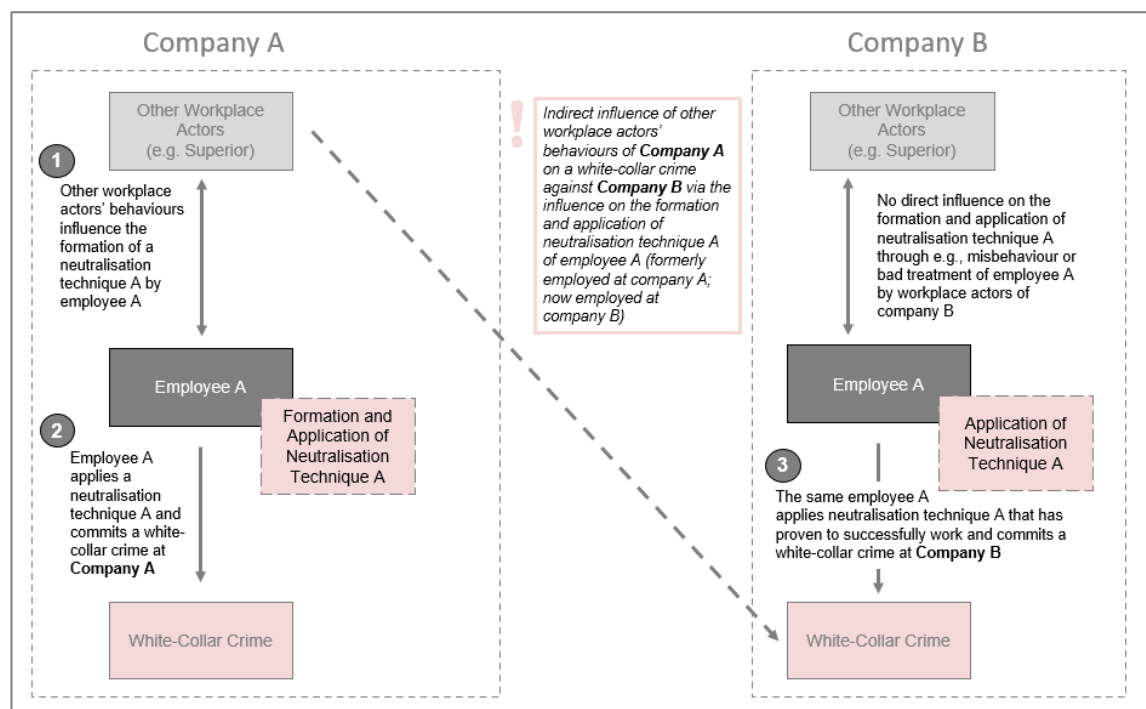 Company A
Other Workplace
Actors
(e.g. Superior)
1
Other workplace
actors’ behaviours
influence the
formation of a
neutralisation
technique A by
employee A
Employee A
Formation and
Application of
Neutralisation
Technique A
2
Employee A
applies a
neutralisation
technique A and
commits a white-
collar crime at
Company A
White-Collar Crime
!
Indirect influence of other
workplace actors’
behaviours of Company A
on a white-collar crime
against Company B via the
influence on the formation
and application of
neutralisation technique A
of employee A (formerly
employed at company A;
now employed at
company B)
Company B
Other Workplace
Actors
(e.g. Superior)
No direct influence on the
formation and application of
neutralisation technique A
through e.g., misbehaviour or
bad treatment of employee A
by workplace actors of
company B
Employee A
Application of
Neutralisation
Technique A
3
The same employee A
applies neutralisation technique A that has
proven to successfully work and commits a
white-collar crime at Company B
White-Collar Crime